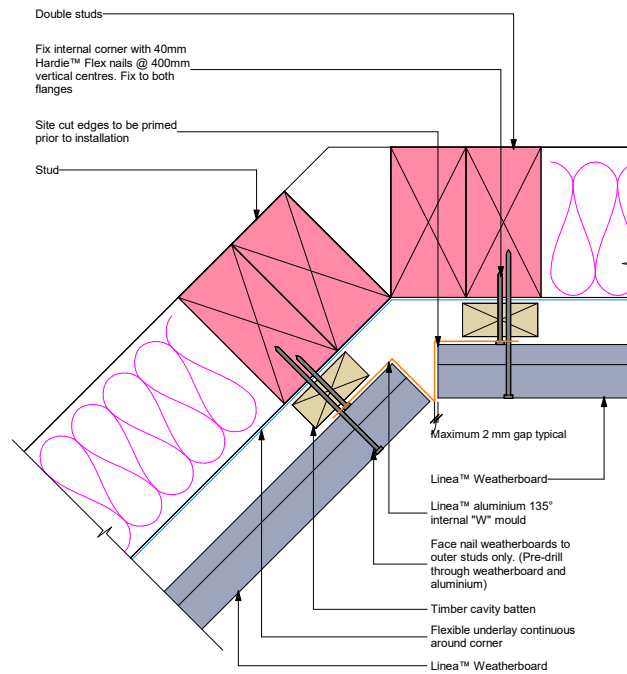 Double studs
Fix internal corner with 40mm
Hardie™ Flex nails @ 400mm
vertical centres. Fix to both
flanges
Site cut edges to be primed
prior to installation
Stud
Maximum 2 mm gap typical
Linea™ Weatherboard
Linea™ aluminium 135°
internal "W" mould
Face nail weatherboards to
outer studs only. (Pre-drill
through weatherboard and
aluminium)
Timber cavity batten
Flexible underlay continuous
around corner
Linea™ Weatherboard